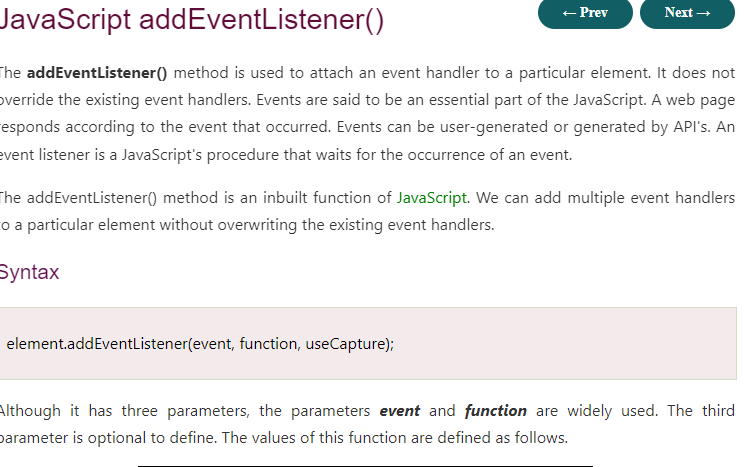 JavaScript addEventListener()
← Prev
Next →
The addEventListener() method is used to attach an event handler to a particular element. It does not
override the existing event handlers. Events are said to be an essential part of the JavaScript. A web page
responds according to the event that occurred. Events can be user-generated or generated by API's. An
event listener is a JavaScript's procedure that waits for the occurrence of an event.
The addEventListener() method is an inbuilt function of JavaScript. We can add multiple event handlers
to a particular element without overwriting the existing event handlers.
Syntax
element.addEventListener(event, function, useCapture);
Although it has three parameters, the parameters event and function are widely used. The third
parameter is optional to define. The values of this function are defined as follows.